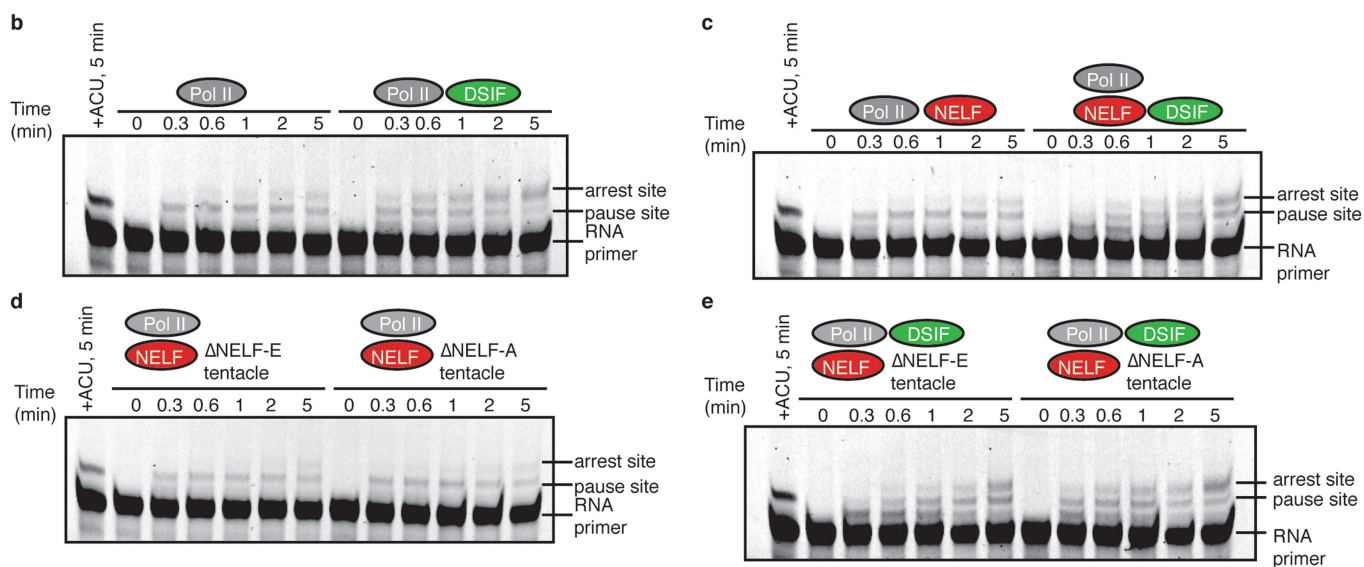 b
+ACU, 5 min
Pol II
Pol II DSIF
Time
(min)
0 0.3 0.6 1 2 5 0 0.3 0.6 1 2 5
arrest site
pause site
RNA
primer
c
+ACU, 5 min
Pol II NELF
Pol II
NELF DSIF
Time
(min)
0 0.3 0.6 1 2 5 0 0.3 0.6 1 2 5
arrest site
pause site
RNA
primer
d
+ACU, 5 min
Pol II
NELF ΔNELF-E
tentacle
Pol II
NELF ΔNELF-A
tentacle
Time
(min)
0 0.3 0.6 1 2 5 0 0.3 0.6 1 2 5
arrest site
pause site
RNA
primer
e
+ACU, 5 min
Pol II DSIF
NELF ΔNELF-E
tentacle
Pol II DSIF
NELF ΔNELF-A
tentacle
Time
(min)
0 0.3 0.6 1 2 5 0 0.3 0.6 1 2 5
arrest site
pause site
RNA
primer